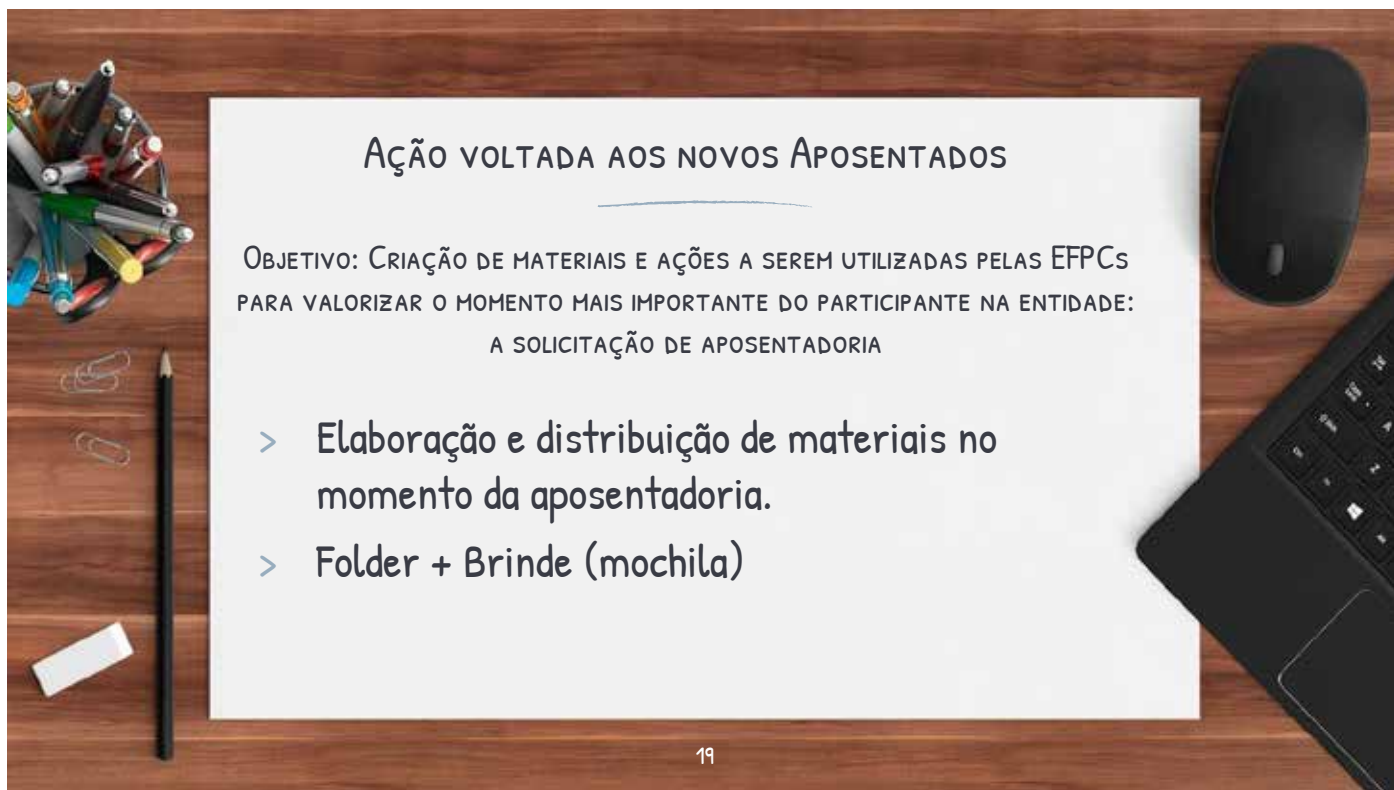 Ação voltada aos novos Aposentados
Objetivo: Criação de materiais e ações a serem utilizadas pelas EFPCs
para valorizar o momento mais importante do participante na entidade:
a solicitação de aposentadoria
> Elaboração e distribuição de materiais no
momento da aposentadoria.
> Folder + Brinde (mochila)
19